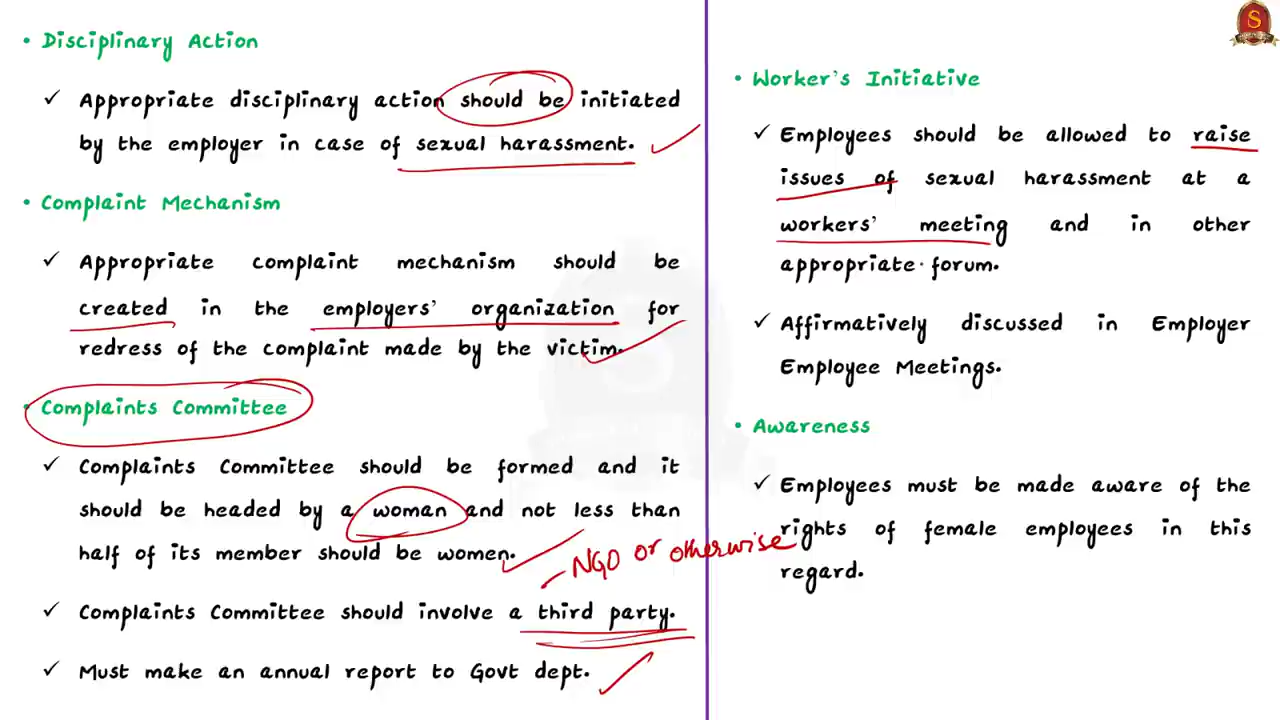 • Disciplinary Action
✓ Appropriate disciplinary action should be initiated
by the employer in case of sexual harassment.
• Complaint Mechanism
✓ Appropriate complaint mechanism should be
created in the employers' organization for
redress of the complaint made by the victim.
• Complaints Committee
✓ Complaints Committee should be formed and it
should be headed by a woman and not less than
half of its member should be women.
NGO or otherwise
✓ Complaints Committee should involve a third party.
✓ Must make an annual report to Govt dept.
S
• Worker's Initiative
✓ Employees should be allowed to raise
issues of sexual harassment at a
workers' meeting and in other
appropriate forum.
✓ Affirmatively discussed in Employer
Employee Meetings.
• Awareness
✓ Employees must be made aware of the
rights of female employees in this
regard.